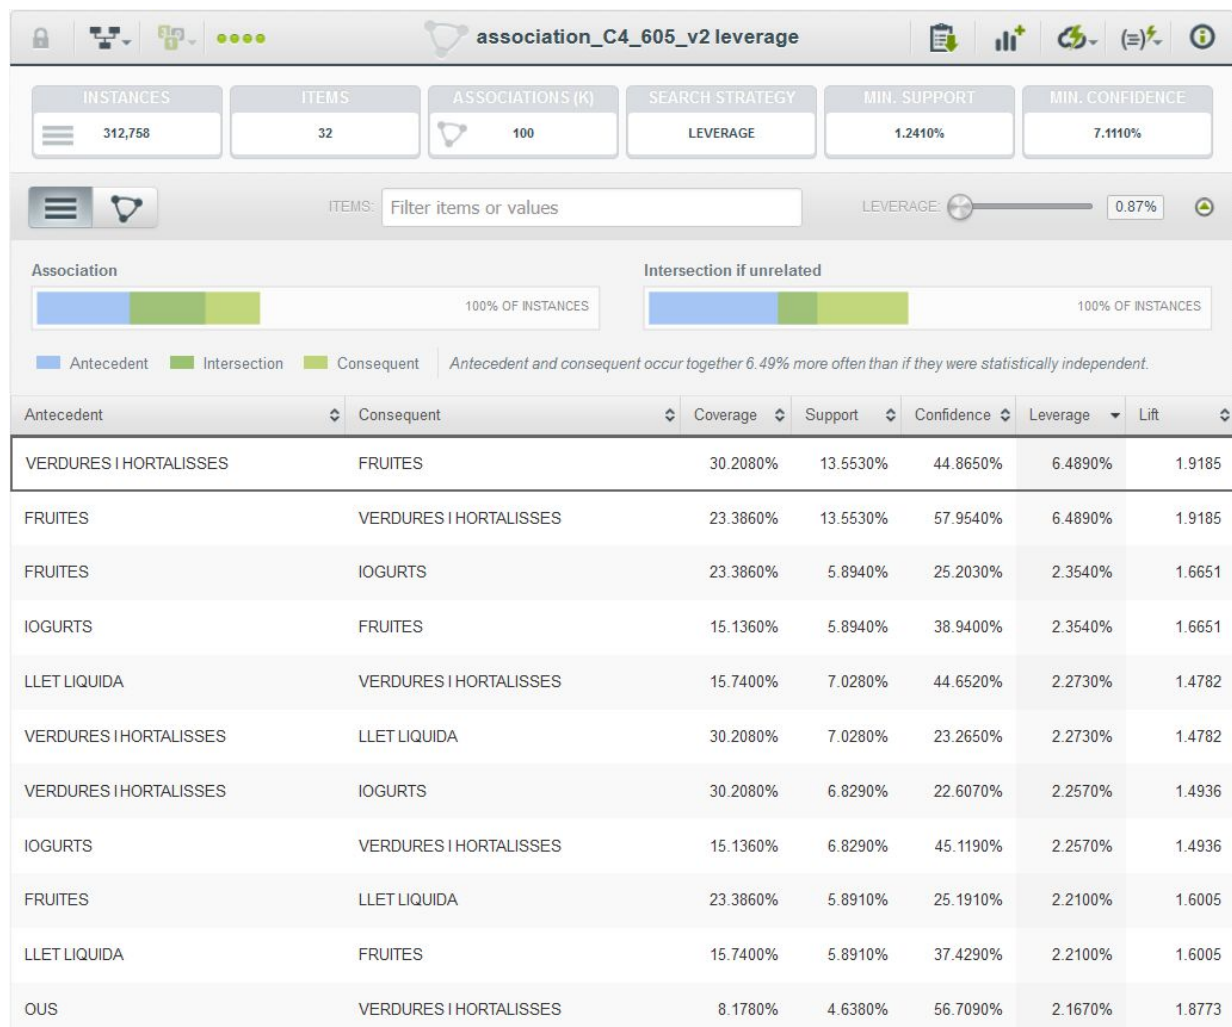 association_C4_605_v2 leverage
INSTANCES ITEMS ASSOCIATIONS (K) SEARCH STRATEGY MIN. SUPPORT MIN. CONFIDENCE
312,758 32 100 LEVERAGE 1.2410% 7.1110%
ITEMS: Filter items or values LEVERAGE: 0.87%
Association Intersection if unrelated
100% OF INSTANCES 100% OF INSTANCES
Antecedent Intersection Consequent Antecedent and consequent occur together 6.49% more often than if they were statistically independent.
Antecedent Consequent Coverage Support Confidence Leverage Lift
VERDURES I HORTALISSES FRUITES 30.2080% 13.5530% 44.8650% 6.4890% 1.9185
FRUITES VERDURES I HORTALISSES 23.3860% 13.5530% 57.9540% 6.4890% 1.9185
FRUITES IOGURTS 23.3860% 5.8940% 25.2030% 2.3540% 1.6651
IOGURTS FRUITES 15.1360% 5.8940% 38.9400% 2.3540% 1.6651
LLET LIQUIDA VERDURES I HORTALISSES 15.7400% 7.0280% 44.6520% 2.2730% 1.4782
VERDURES I HORTALISSES LLET LIQUIDA 30.2080% 7.0280% 23.2650% 2.2730% 1.4782
VERDURES I HORTALISSES IOGURTS 30.2080% 6.8290% 22.6070% 2.2570% 1.4936
IOGURTS VERDURES I HORTALISSES 15.1360% 6.8290% 45.1190% 2.2570% 1.4936
FRUITES LLET LIQUIDA 23.3860% 5.8910% 25.1910% 2.2100% 1.6005
LLET LIQUIDA FRUITES 15.7400% 5.8910% 37.4290% 2.2100% 1.6005
OUS VERDURES I HORTALISSES 8.1780% 4.6380% 56.7090% 2.1670% 1.8773